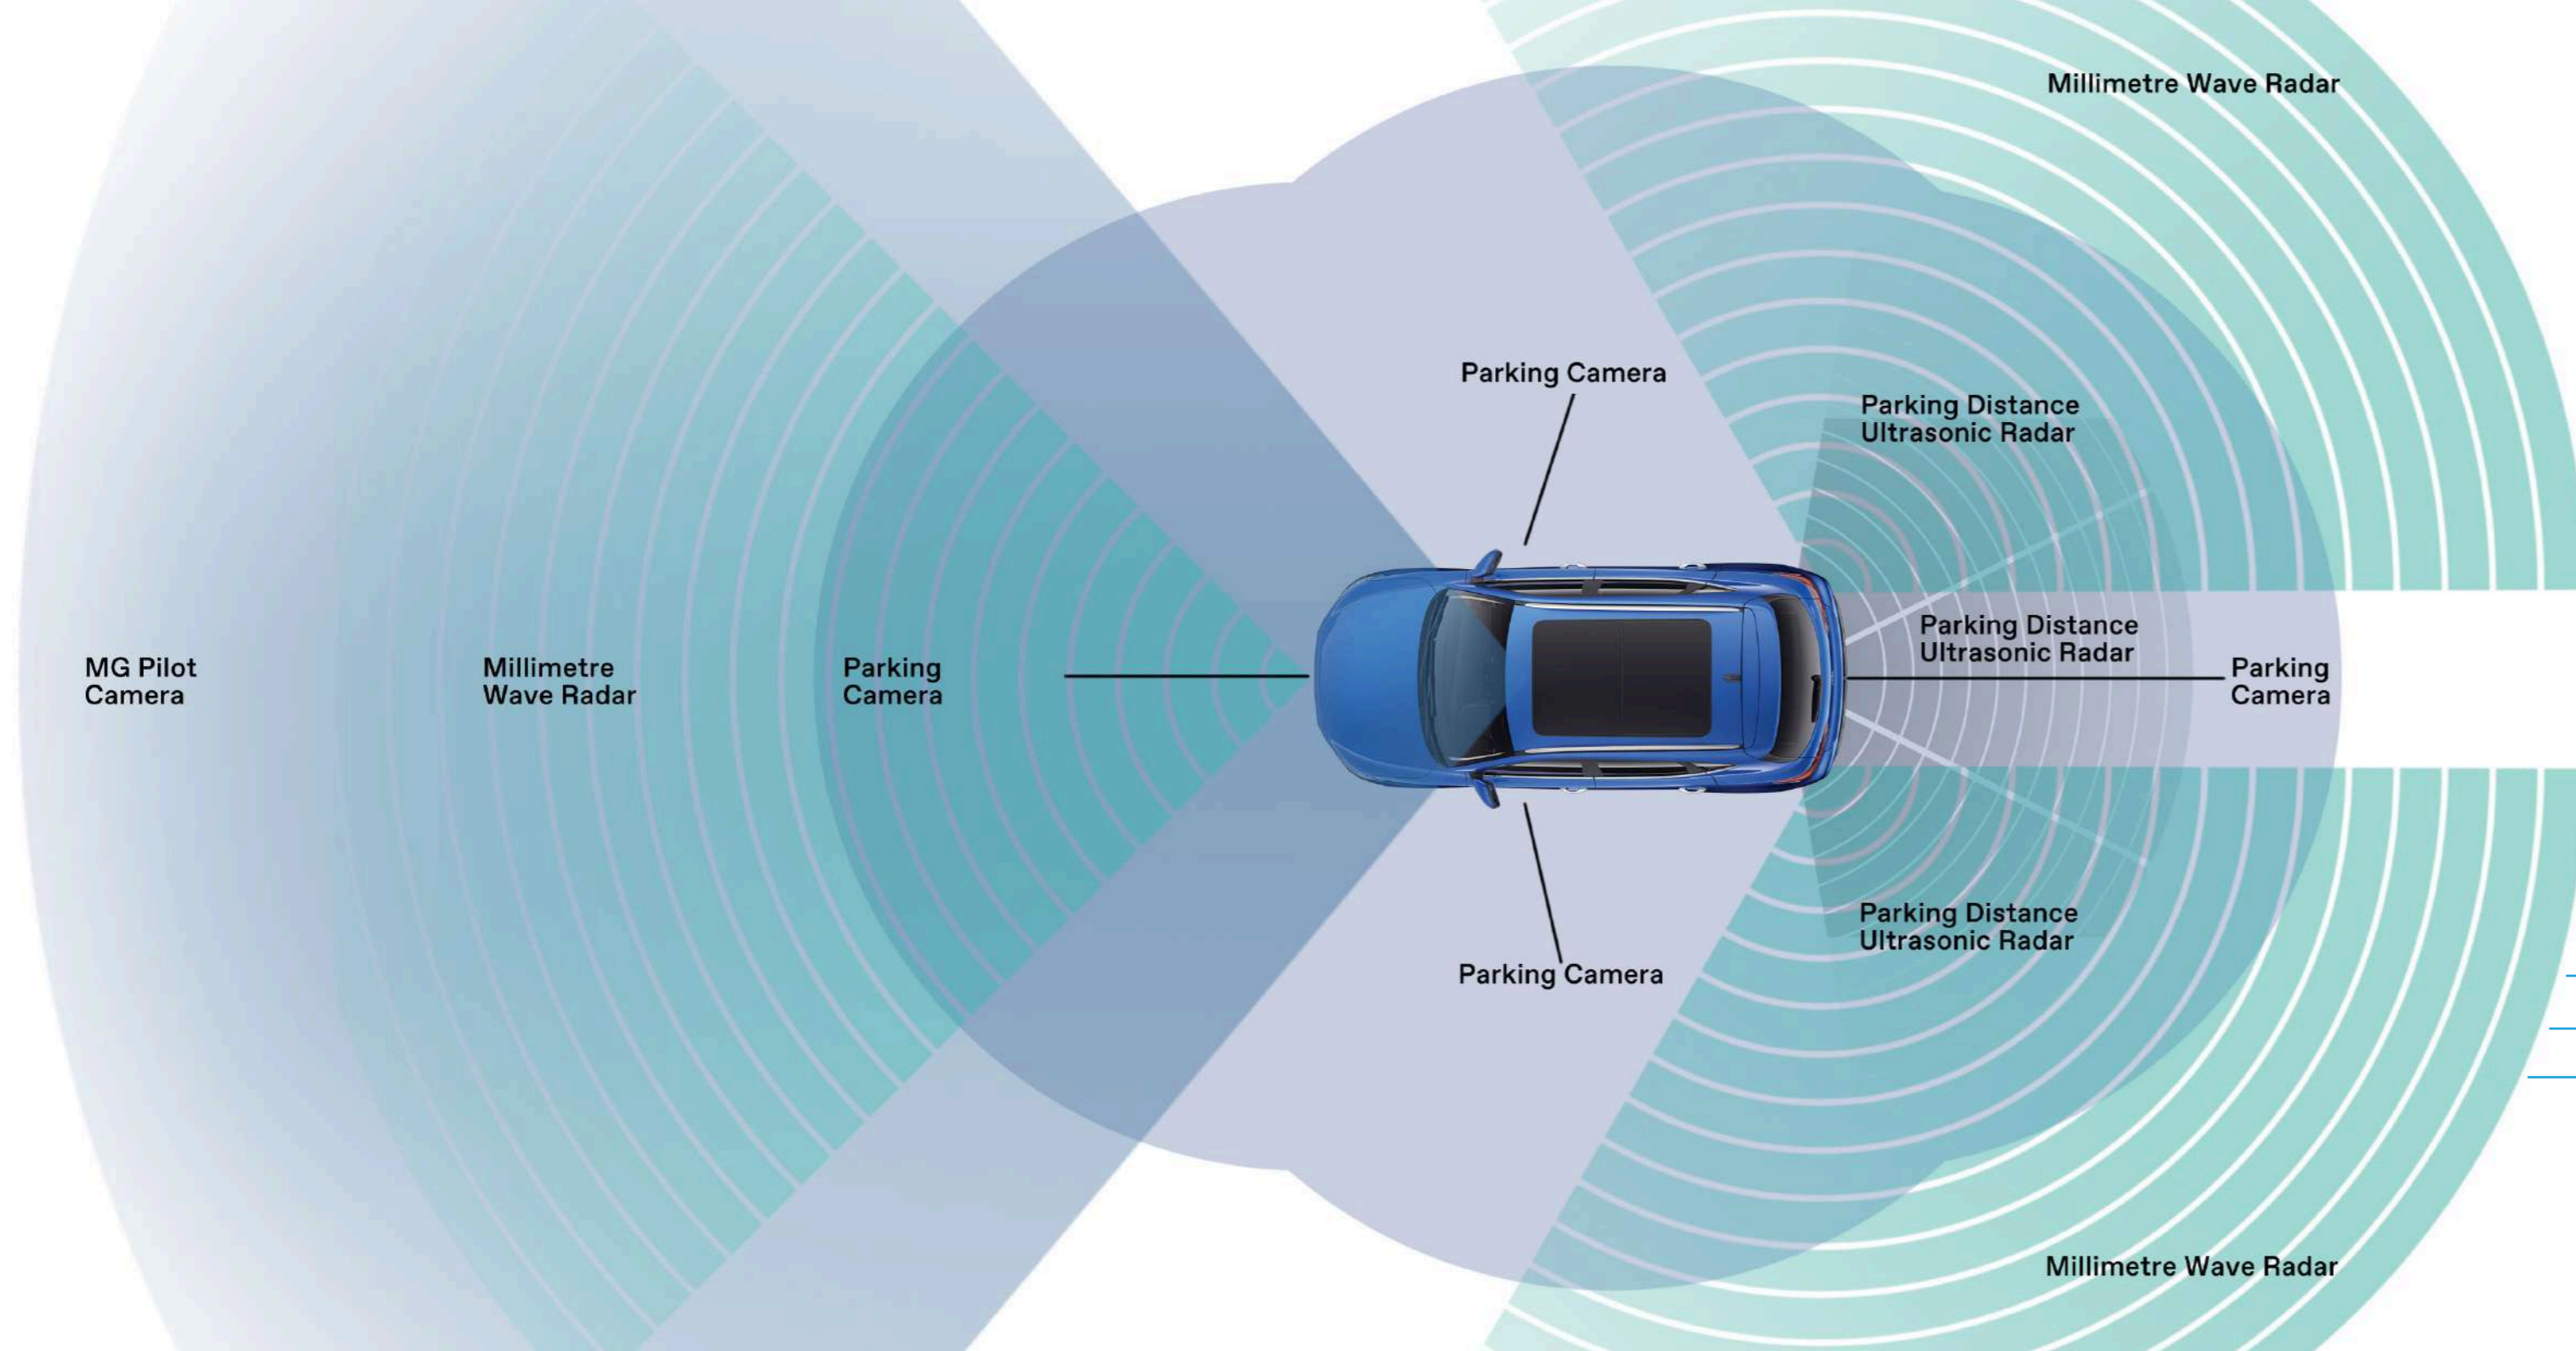 Millimetre Wave Radar
Parking Camera
Parking Distance
Ultrasonic Radar
MG Pilot
Camera
Millimetre
Wave Radar
Parking
Camera
Parking Distance
Ultrasonic Radar
Parking
Camera
Parking Distance
Ultrasonic Radar
Parking Camera
Millimetre Wave Radar